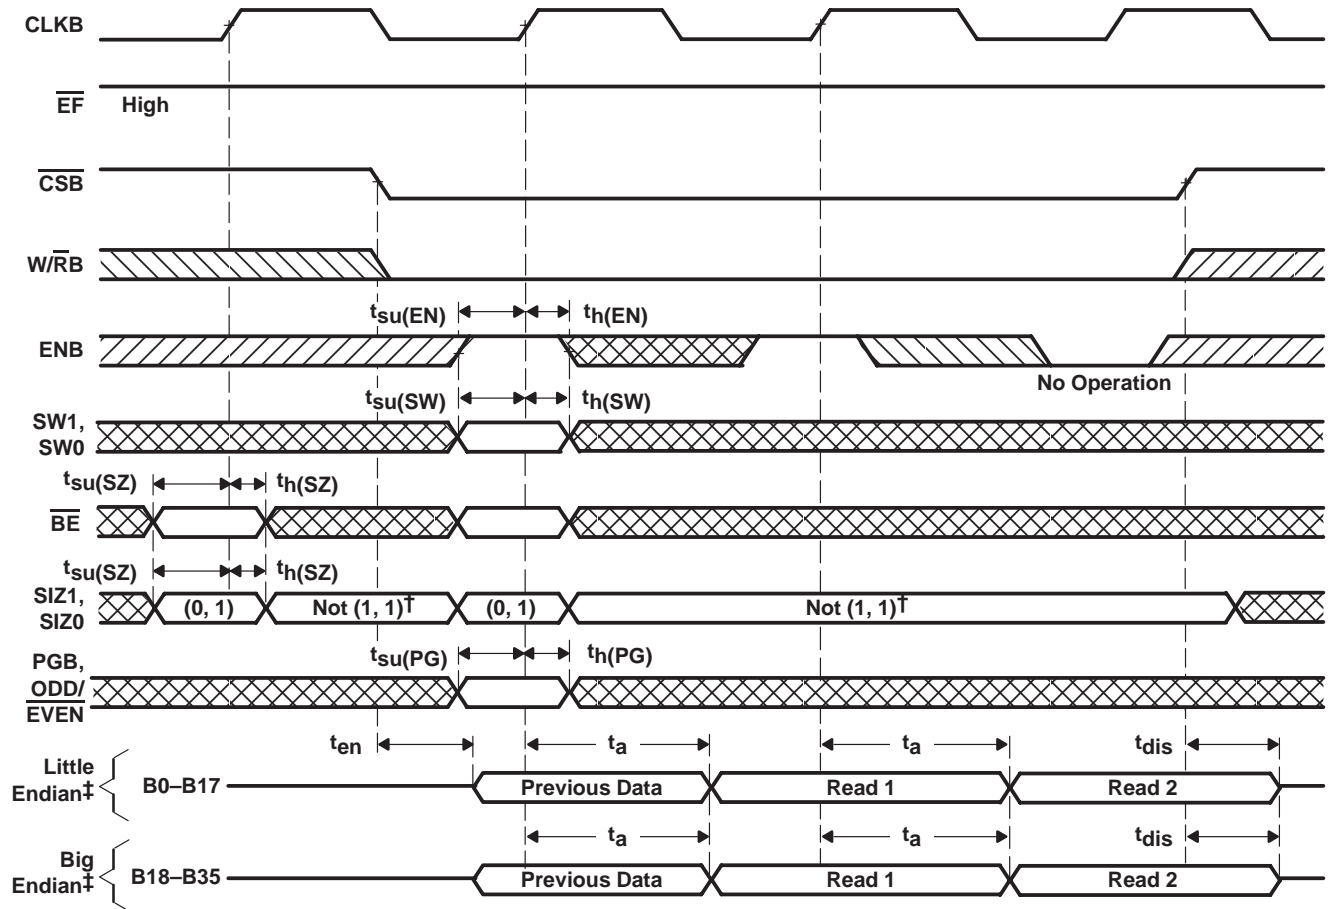 CLKB
EF
High
CSB
W/RB
tsu(EN)
th(EN)
ENB
No Operation
tsu(SW)
th(SW)
SW1,
SW0
tsu(SZ)
th(SZ)
BE
tsu(SZ)
th(SZ)
SIZ1,
SIZ0
(0, 1)
Not (1, 1)†
(0, 1)
Not (1, 1)†
tsu(PG)
th(PG)
PGB,
ODD/
EVEN
ten
ta
ta
tdis
Little
Endian‡
B0–B17
Previous Data
Read 1
Read 2
ta
ta
tdis
Big
Endian‡
B18–B35
Previous Data
Read 1
Read 2